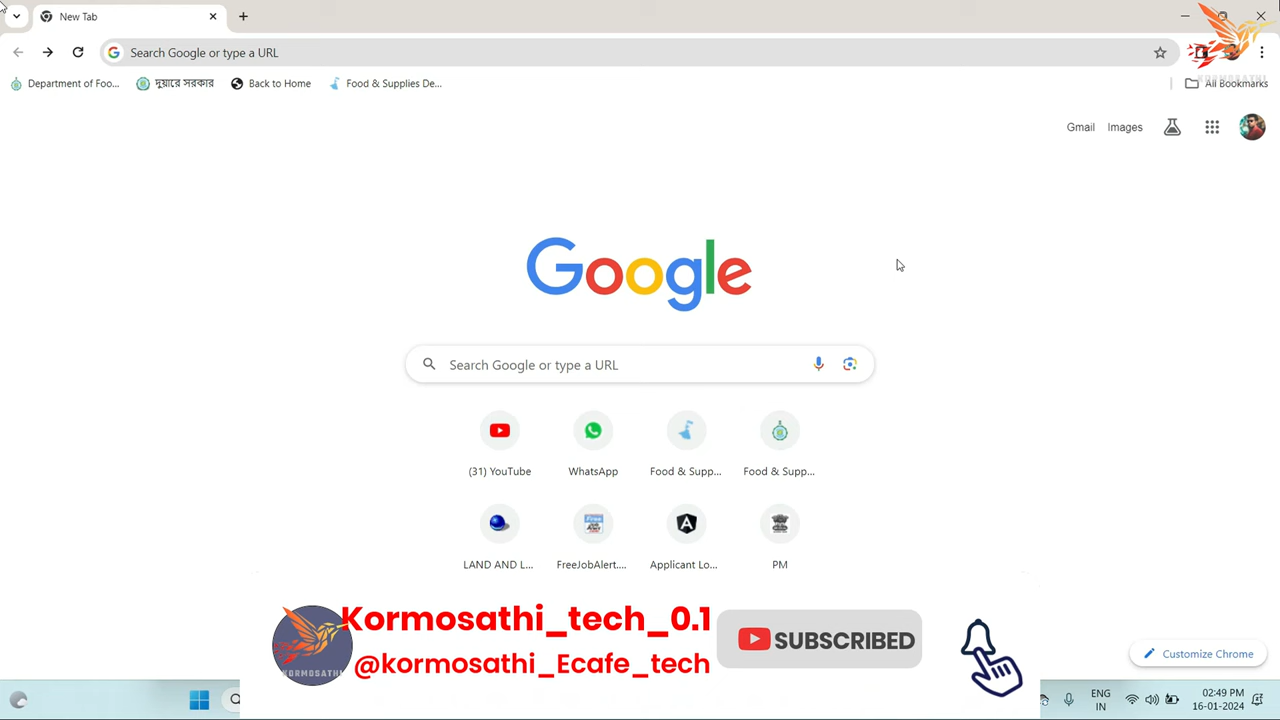 New Tab
Search Google or type a URL
Department of Foo...
দুয়ারে সরকার
Back to Home
Food & Supplies De...
All Bookmarks
KORMOSATHI
Gmail
Images
Google
Search Google or type a URL
(31) YouTube
WhatsApp
Food & Supp...
Food & Supp...
LAND AND L...
FreeJobAlert....
Applicant Lo...
PM
Kormosathi_tech_0.1
@kormosathi_Ecafe_tech
KORMOSATHI
SUBSCRIBED
Customize Chrome
ENG
IN
02:49 PM
16-01-2024